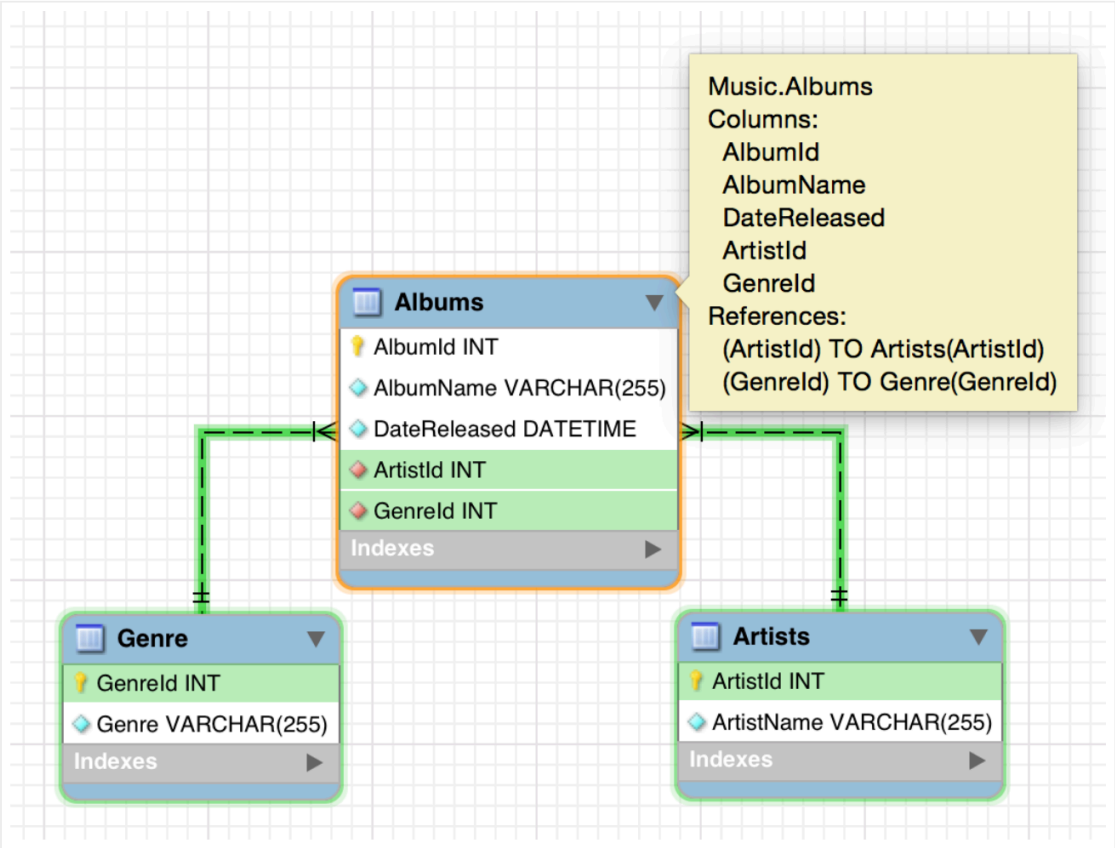 Music.Albums
Columns:
AlbumId
AlbumName
DateReleased
ArtistId
GenreId
References:
(ArtistId) TO Artists(ArtistId)
(GenreId) TO Genre(GenreId)
Albums
AlbumId INT
AlbumName VARCHAR(255)
DateReleased DATETIME
ArtistId INT
GenreId INT
Indexes
Genre
GenreId INT
Genre VARCHAR(255)
Indexes
Artists
ArtistId INT
ArtistName VARCHAR(255)
Indexes